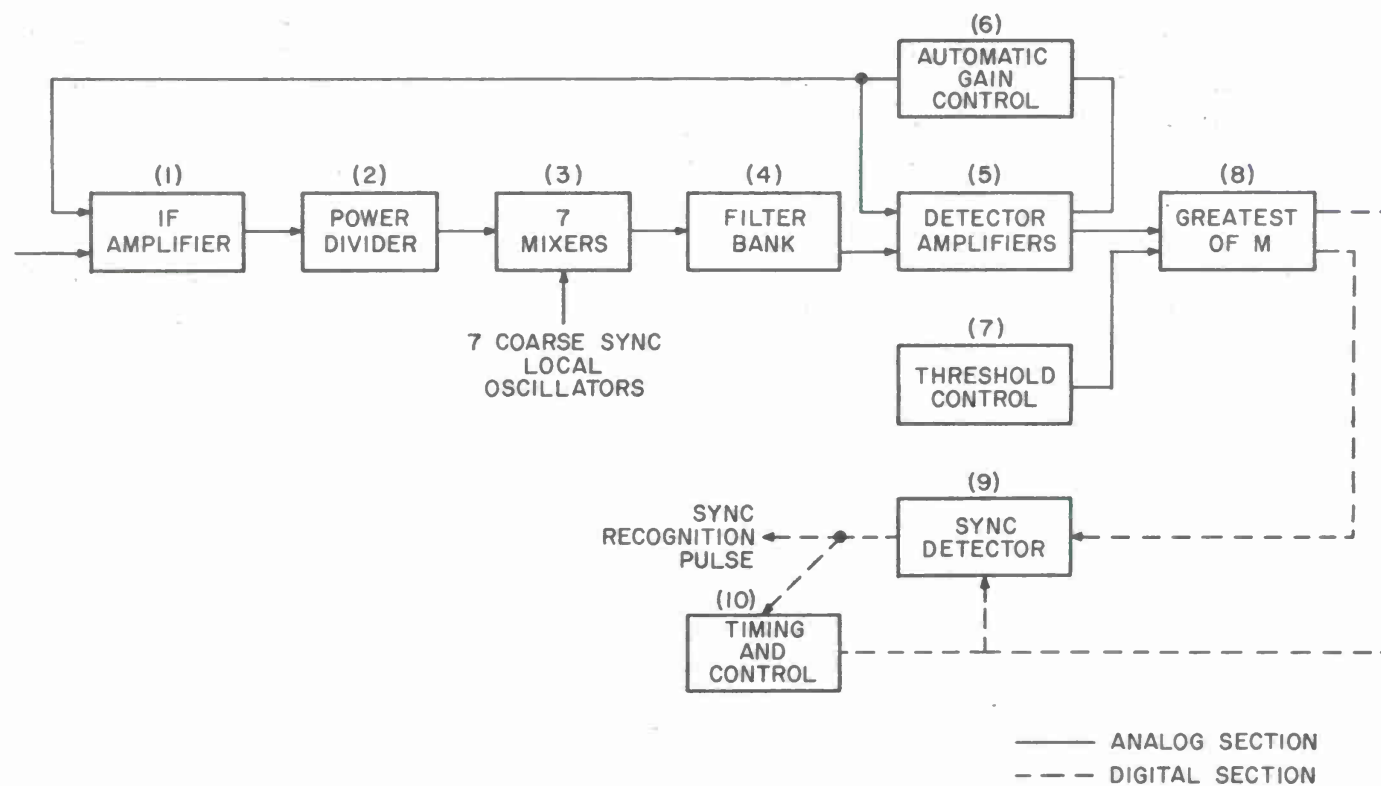 (6)
AUTOMATIC
GAIN
CONTROL
(1)
IF
AMPLIFIER
(2)
POWER
DIVIDER
(3)
7
MIXERS
(4)
FILTER
BANK
(5)
DETECTOR
AMPLIFIERS
(8)
GREATEST
OF M
7 COARSE SYNC
LOCAL
OSCILLATORS
(7)
THRESHOLD
CONTROL
(9)
SYNC
DETECTOR
SYNC
RECOGNITION
PULSE
(10)
TIMING
AND
CONTROL
ANALOG SECTION
DIGITAL SECTION